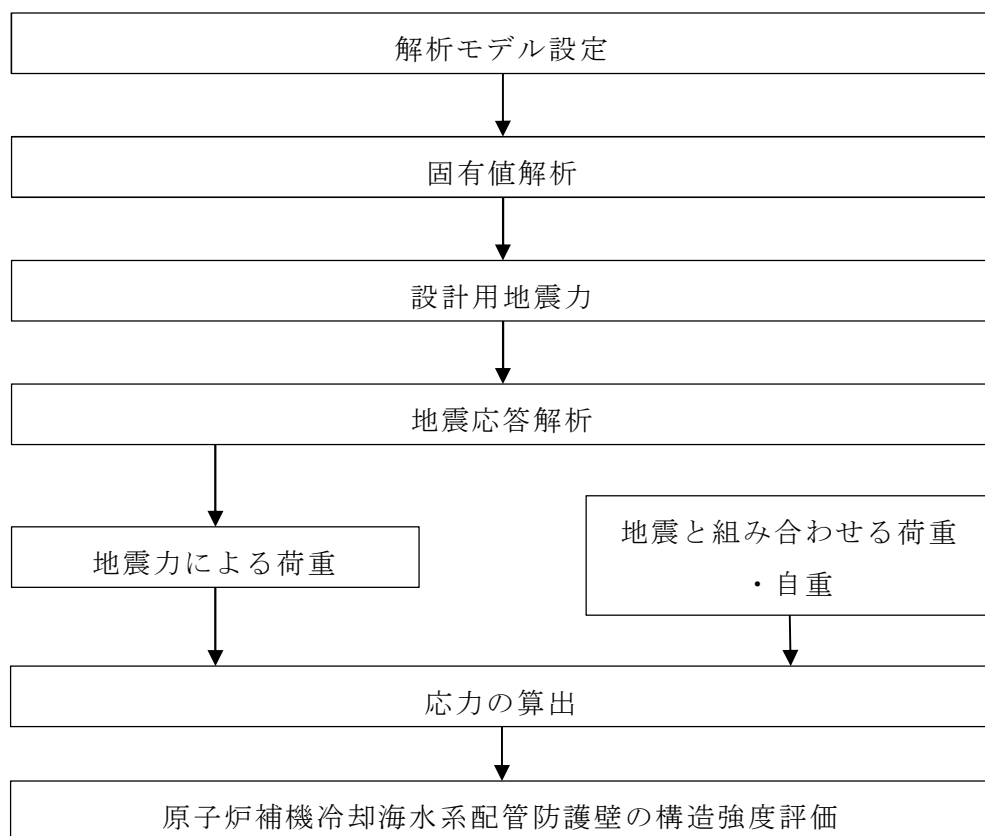 解析モデル設定
固有値解析
設計用地震力
地震応答解析
地震力による荷重
地震と組み合わせる荷重
・自重
応力の算出
原子炉補機冷却海水系配管防護壁の構造強度評価